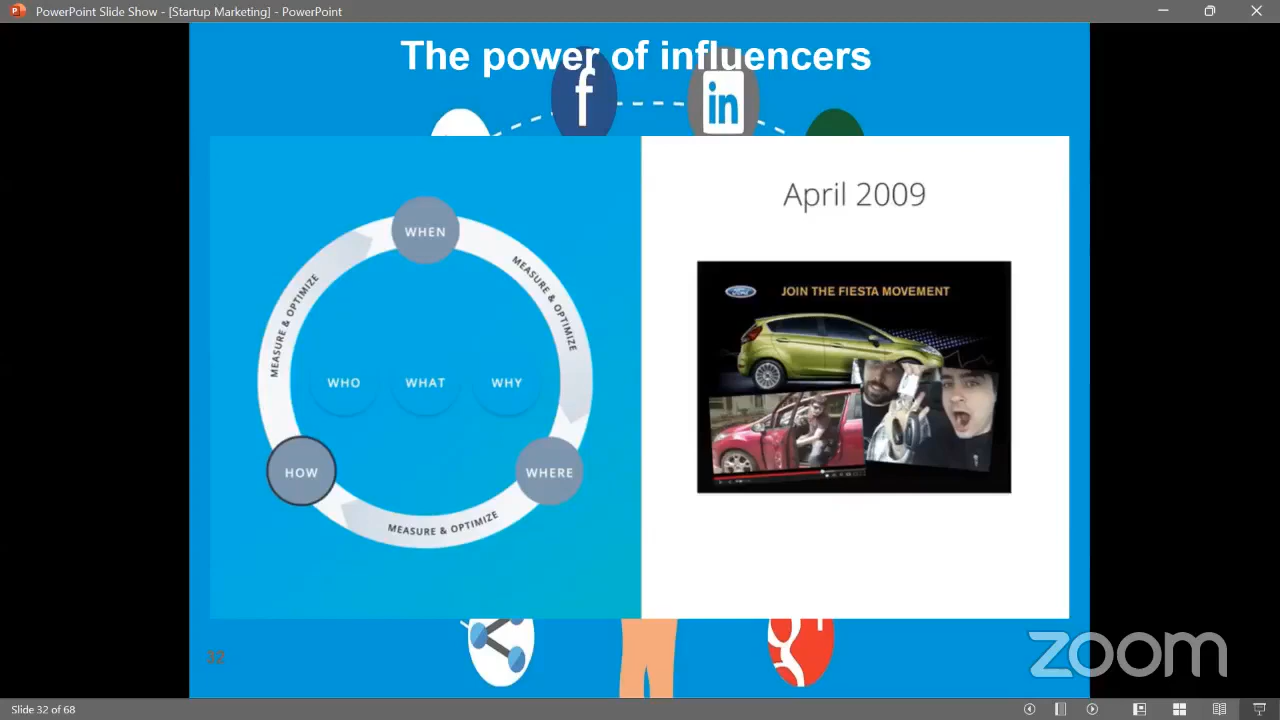 PowerPoint Slide Show - [Startup Marketing] - PowerPoint
The power of influencers
f
in
WHEN
MEASURE & OPTIMIZE
MEASURE & OPTIMIZE
WHO
WHAT
WHY
HOW
WHERE
MEASURE & OPTIMIZE
April 2009
Ford
JOIN THE FIESTA MOVEMENT
32
zoom
Slide 32 of 68